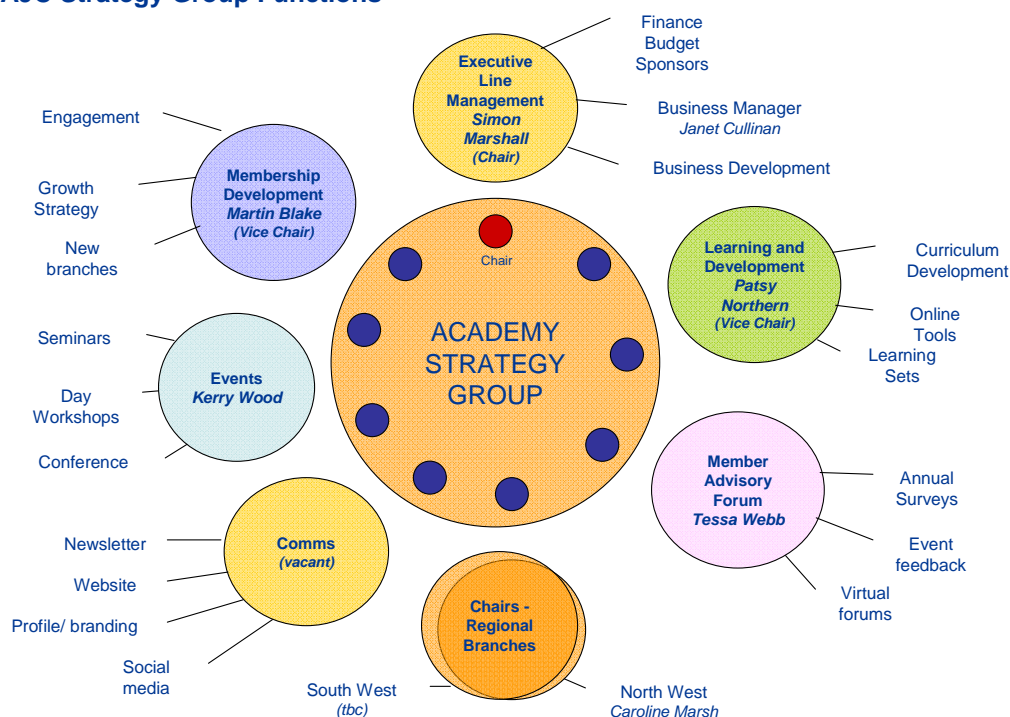 Finance
Budget
Sponsors
Executive
Line
Management
Simon
Marshall
(Chair)
Business Manager
Janet Cullinan
Business Development
Engagement
Growth
Strategy
New
branches
Membership
Development
Martin Blake
(Vice Chair)
Chair
Learning and
Development
Patsy
Northern
(Vice Chair)
Curriculum
Development
Online
Tools
Learning
Sets
ACADEMY
STRATEGY
GROUP
Seminars
Day
Workshops
Conference
Events
Kerry Wood
Member
Advisory
Forum
Tessa Webb
Annual
Surveys
Event
feedback
Virtual
forums
Newsletter
Website
Profile/ branding
Social
media
Comms
(vacant)
Chairs -
Regional
Branches
South West
(tbc)
North West
Caroline Marsh